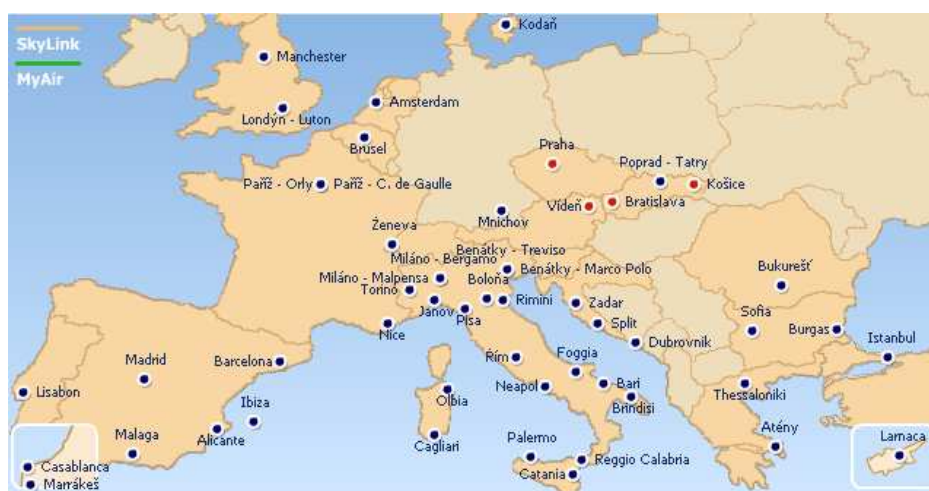 SkyLink
MyAir
Kodaň
Manchester
Amsterdam
Londýn - Luton
Brusel
Praha
Poprad - Tatry
Paříž - Orly
Paříž - C. de Gaulle
Košice
Vídeň
Bratislava
Mnichov
Ženeva
Benátky - Treviso
Miláno - Bergamo
Benátky - Marco Polo
Miláno - Malpensa
Boloňa
Bukurešť
Torino
Janov
Pisa
Rimini
Zadar
Nice
Split
Sofia
Burgas
Dubrovnik
Istanbul
Madrid
Barcelona
Řím
Foggia
Lisabon
Ibiza
Olbia
Neapol
Bari
Brindisi
Thessaloniki
Malaga
Alicante
Cagliari
Palermo
Atény
Larnaca
Casablanca
Reggio Calabria
Catania
Marrákeš